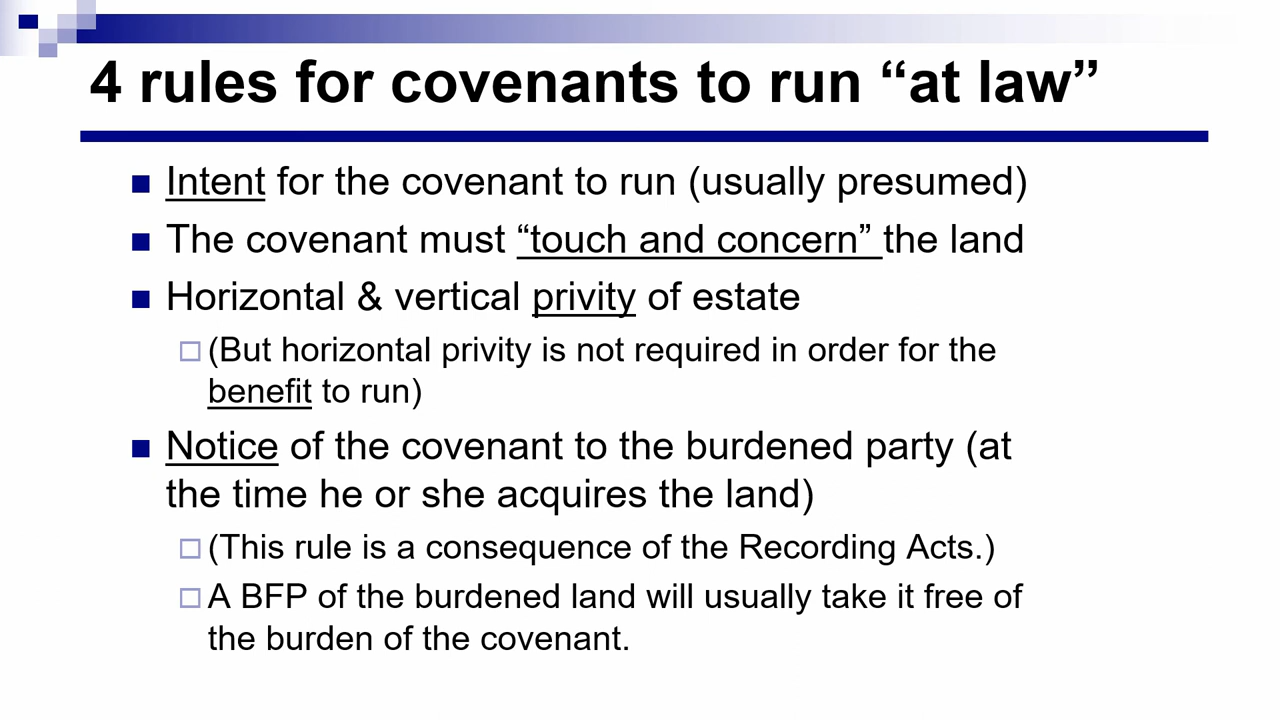 4 rules for covenants to run “at law”
Intent for the covenant to run (usually presumed)
The covenant must “touch and concern” the land
Horizontal & vertical privity of estate
(But horizontal privity is not required in order for the
benefit to run)
Notice of the covenant to the burdened party (at
the time he or she acquires the land)
(This rule is a consequence of the Recording Acts.)
A BFP of the burdened land will usually take it free of
the burden of the covenant.